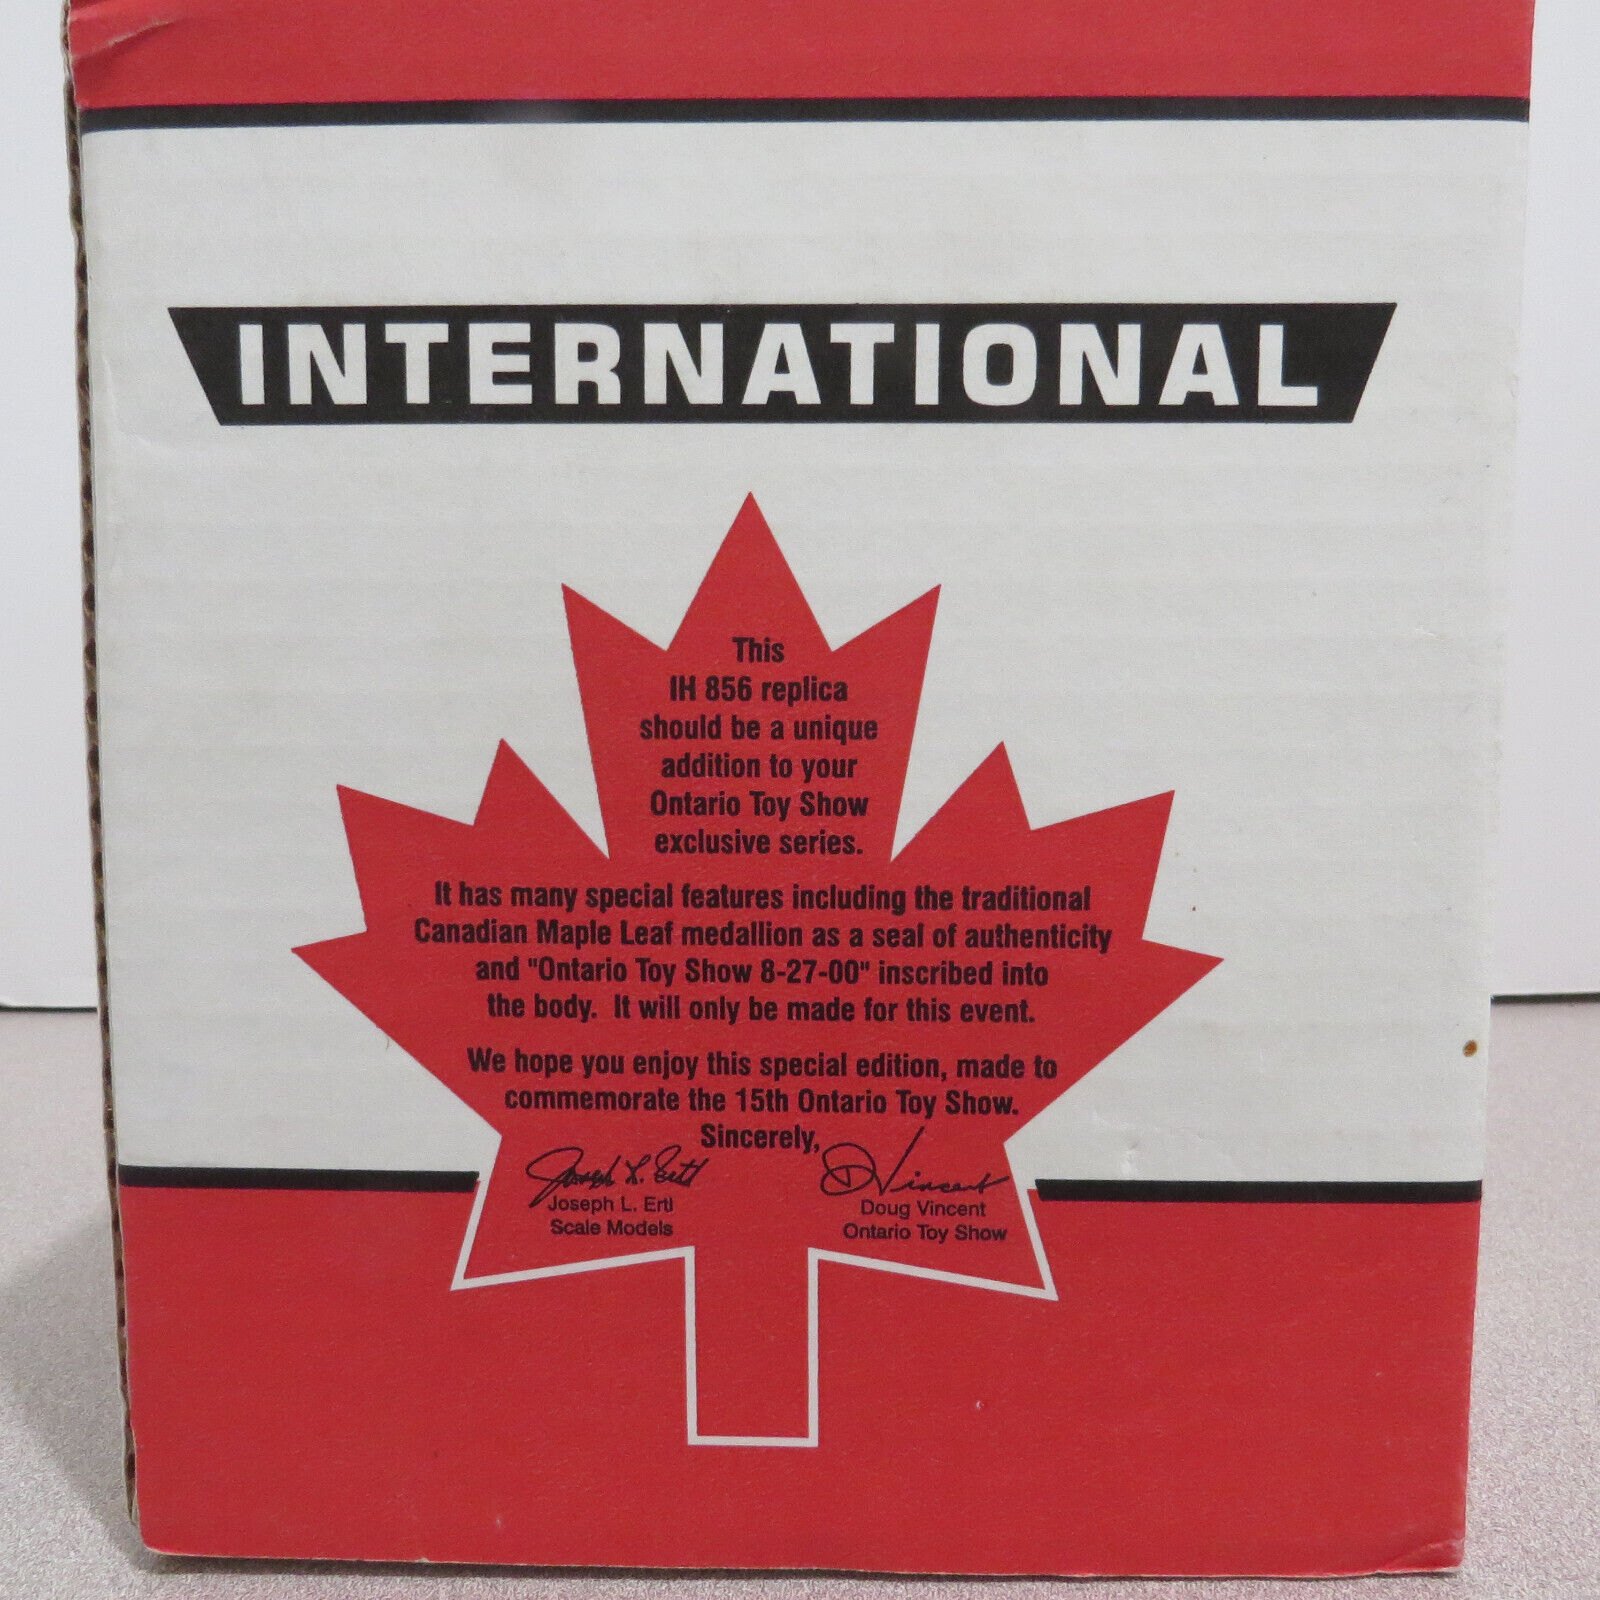 INTERNATIONAL
This
IH 856 replica
should be a unique
addition to your
Ontario Toy Show
exclusive series.
It has many special features including the traditional
Canadian Maple Leaf medallion as a seal of authenticity
and "Ontario Toy Show 8-27-00" inscribed into
the body. It will only be made for this event.
We hope you enjoy this special edition, made to
commemorate the 15th Ontario Toy Show.
Sincerely,
Joseph L. Ertl D Vincent
Joseph L. Ertl Doug Vincent
Scale Models Ontario Toy Show